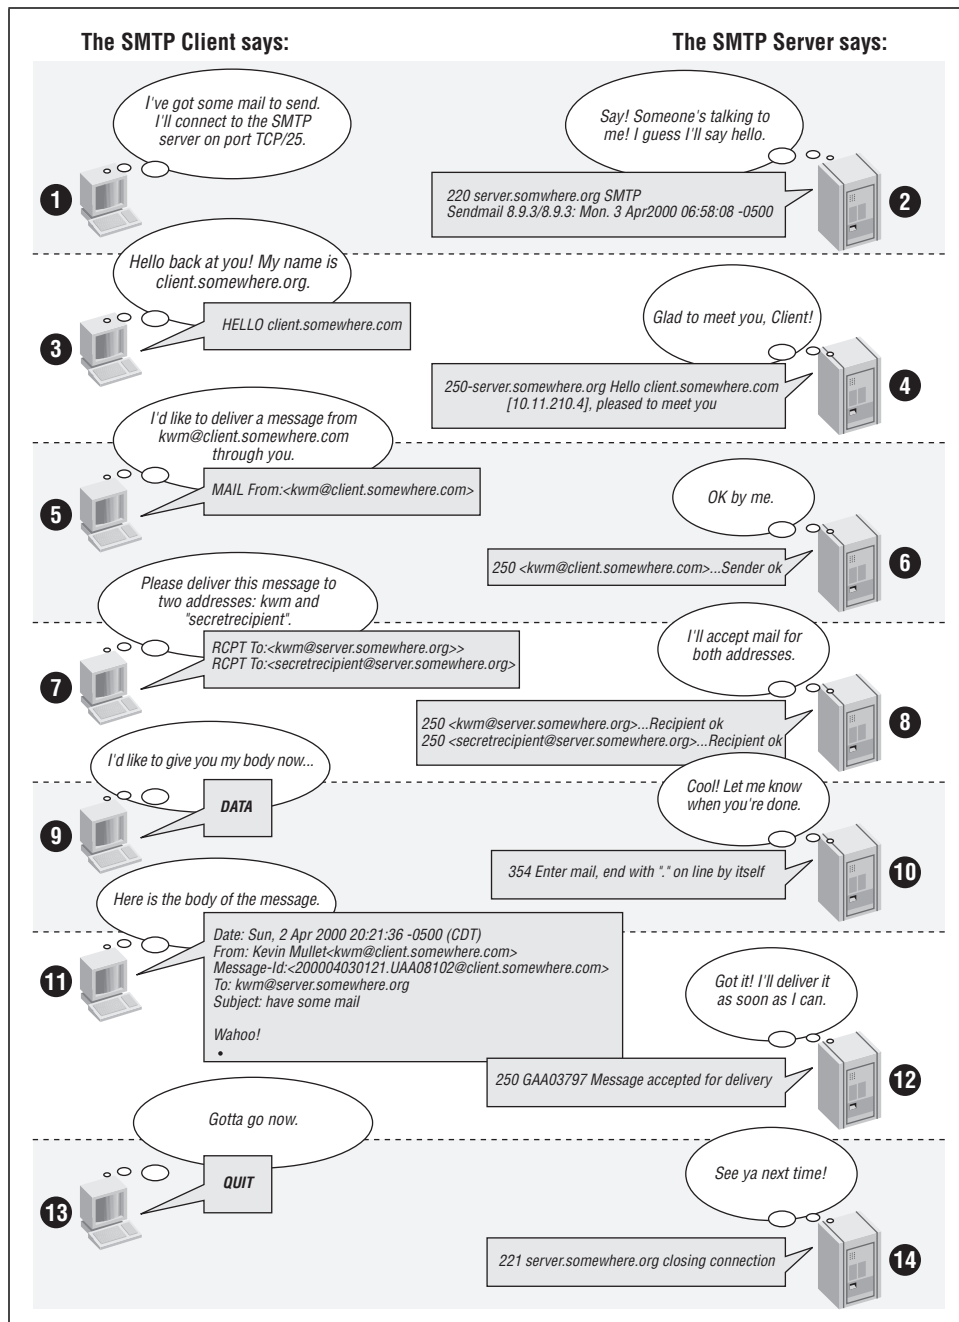 The SMTP Client says:
The SMTP Server says:
I've got some mail to send.
I'll connect to the SMTP
server on port TCP/25.
1
Say! Someone's talking to
me! I guess I'll say hello.
220 server.somwhere.org SMTP
Sendmail 8.9.3/8.9.3: Mon. 3 Apr2000 06:58:08 -0500
2
Hello back at you! My name is
client.somewhere.org.
HELLO client.somewhere.com
3
Glad to meet you, Client!
250-server.somewhere.org Hello client.somewhere.com
[10.11.210.4], pleased to meet you
4
I'd like to deliver a message from
kwm@client.somewhere.com
through you.
MAIL From:<kwm@client.somewhere.com>
5
OK by me.
250 <kwm@client.somewhere.com>...Sender ok
6
Please deliver this message to
two addresses: kwm and
"secretrecipient".
RCPT To:<kwm@server.somewhere.org>>
RCPT To:<secretrecipient@server.somewhere.org>
7
I'll accept mail for
both addresses.
250 <kwm@server.somewhere.org>...Recipient ok
250 <secretrecipient@server.somewhere.org>...Recipient ok
8
I'd like to give you my body now...
DATA
9
Cool! Let me know
when you're done.
354 Enter mail, end with "." on line by itself
10
Here is the body of the message.
Date: Sun, 2 Apr 2000 20:21:36 -0500 (CDT)
From: Kevin Mullet<kwm@client.somewhere.com>
Message-Id:<200004030121.UAA08102@client.somewhere.com>
To: kwm@server.somewhere.org
Subject: have some mail
Wahoo!
•
11
Got it! I'll deliver it
as soon as I can.
250 GAA03797 Message accepted for delivery
12
Gotta go now.
QUIT
13
See ya next time!
221 server.somewhere.org closing connection
14